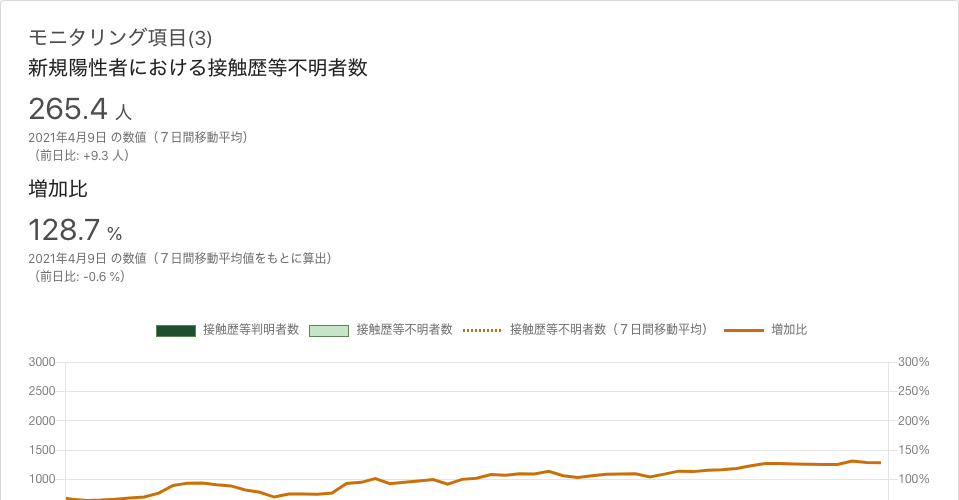 モニタリング項目(3)
新規陽性者における接触歴等不明者数
265.4 人
2021年4月9日 の数値（７日間移動平均）
（前日比: +9.3 人）
増加比
128.7 %
2021年4月9日 の数値（７日間移動平均値をもとに算出）
（前日比: -0.6 %）
接触歴等判明者数 接触歴等不明者数 接触歴等不明者数（７日間移動平均） 増加比
3000 300%
2500 250%
2000 200%
1500 150%
1000 100%